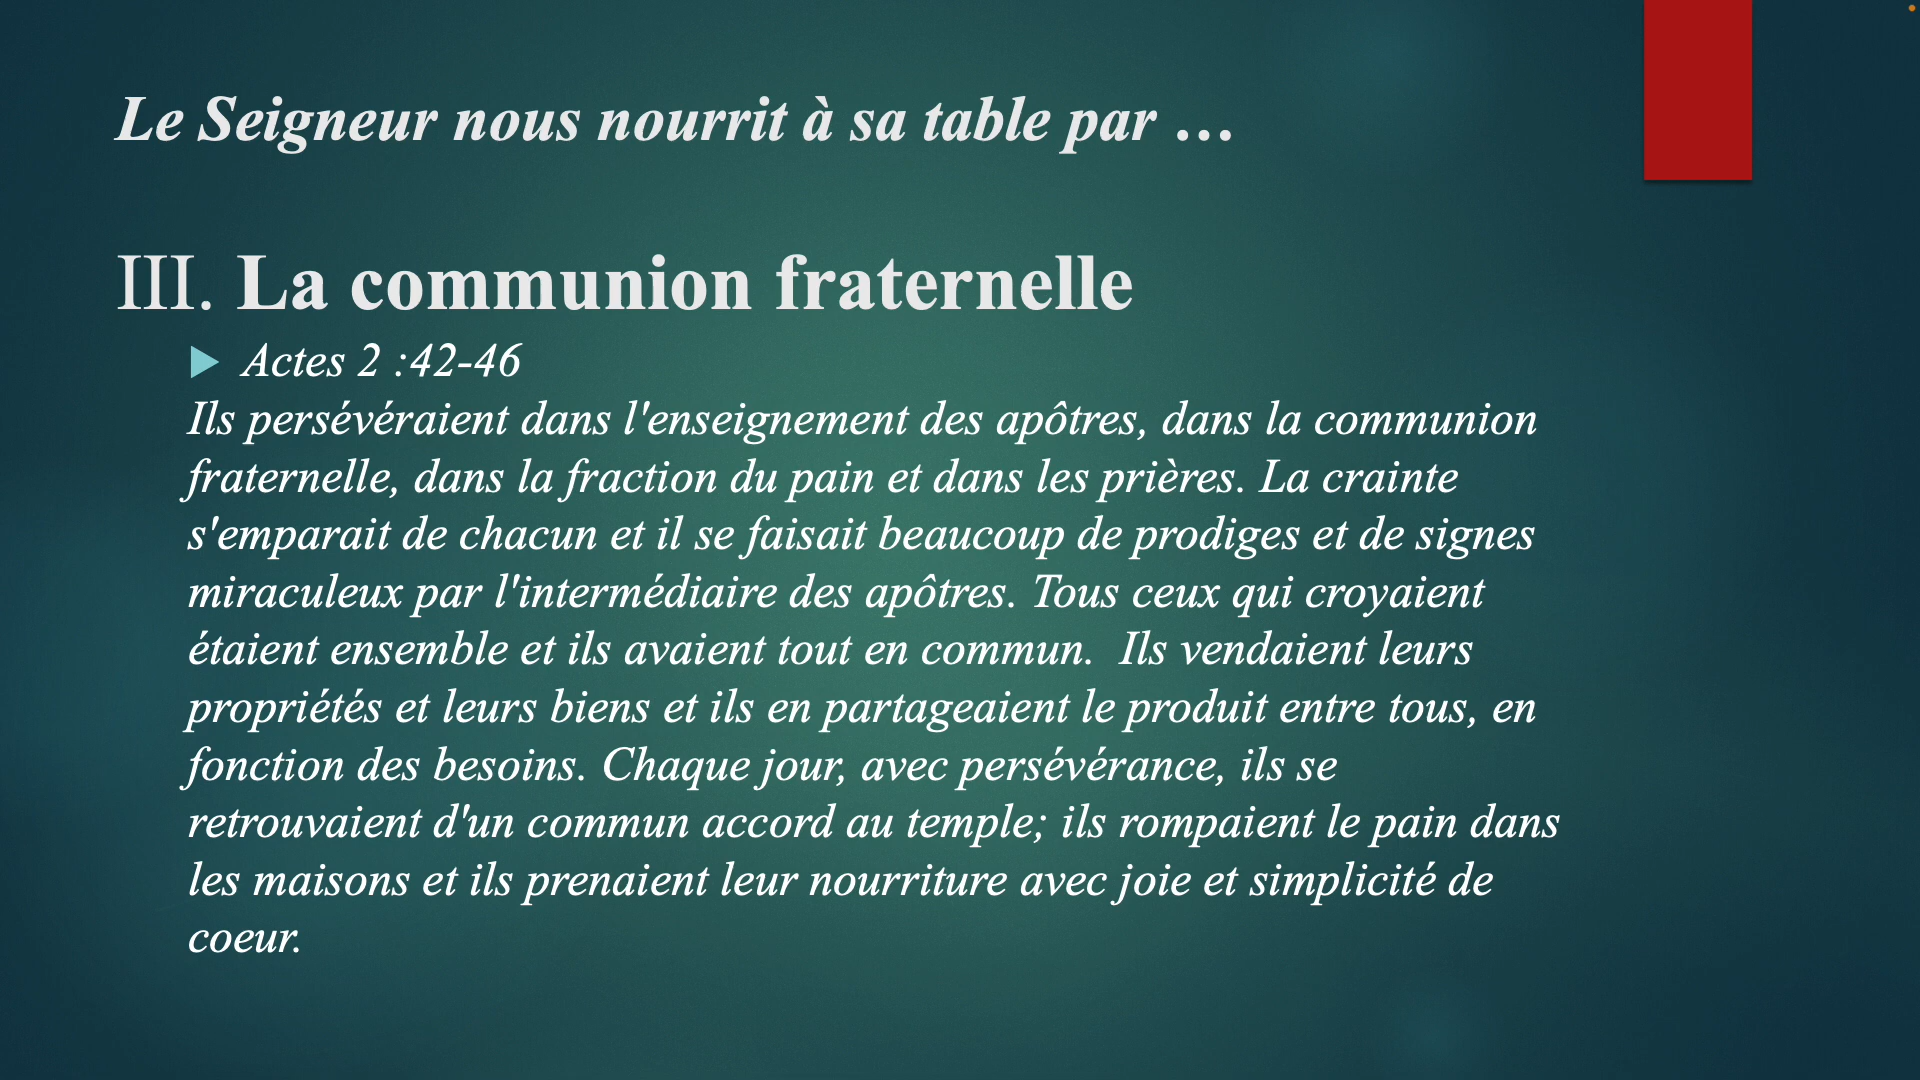 Le Seigneur nous nourrit à sa table par …
III. La communion fraternelle
Actes 2 :42-46
Ils persévéraient dans l'enseignement des apôtres, dans la communion
fraternelle, dans la fraction du pain et dans les prières. La crainte
s'emparait de chacun et il se faisait beaucoup de prodiges et de signes
miraculeux par l'intermédiaire des apôtres. Tous ceux qui croyaient
étaient ensemble et ils avaient tout en commun.  Ils vendaient leurs
propriétés et leurs biens et ils en partageaient le produit entre tous, en
fonction des besoins. Chaque jour, avec persévérance, ils se
retrouvaient d'un commun accord au temple; ils rompaient le pain dans
les maisons et ils prenaient leur nourriture avec joie et simplicité de
coeur.